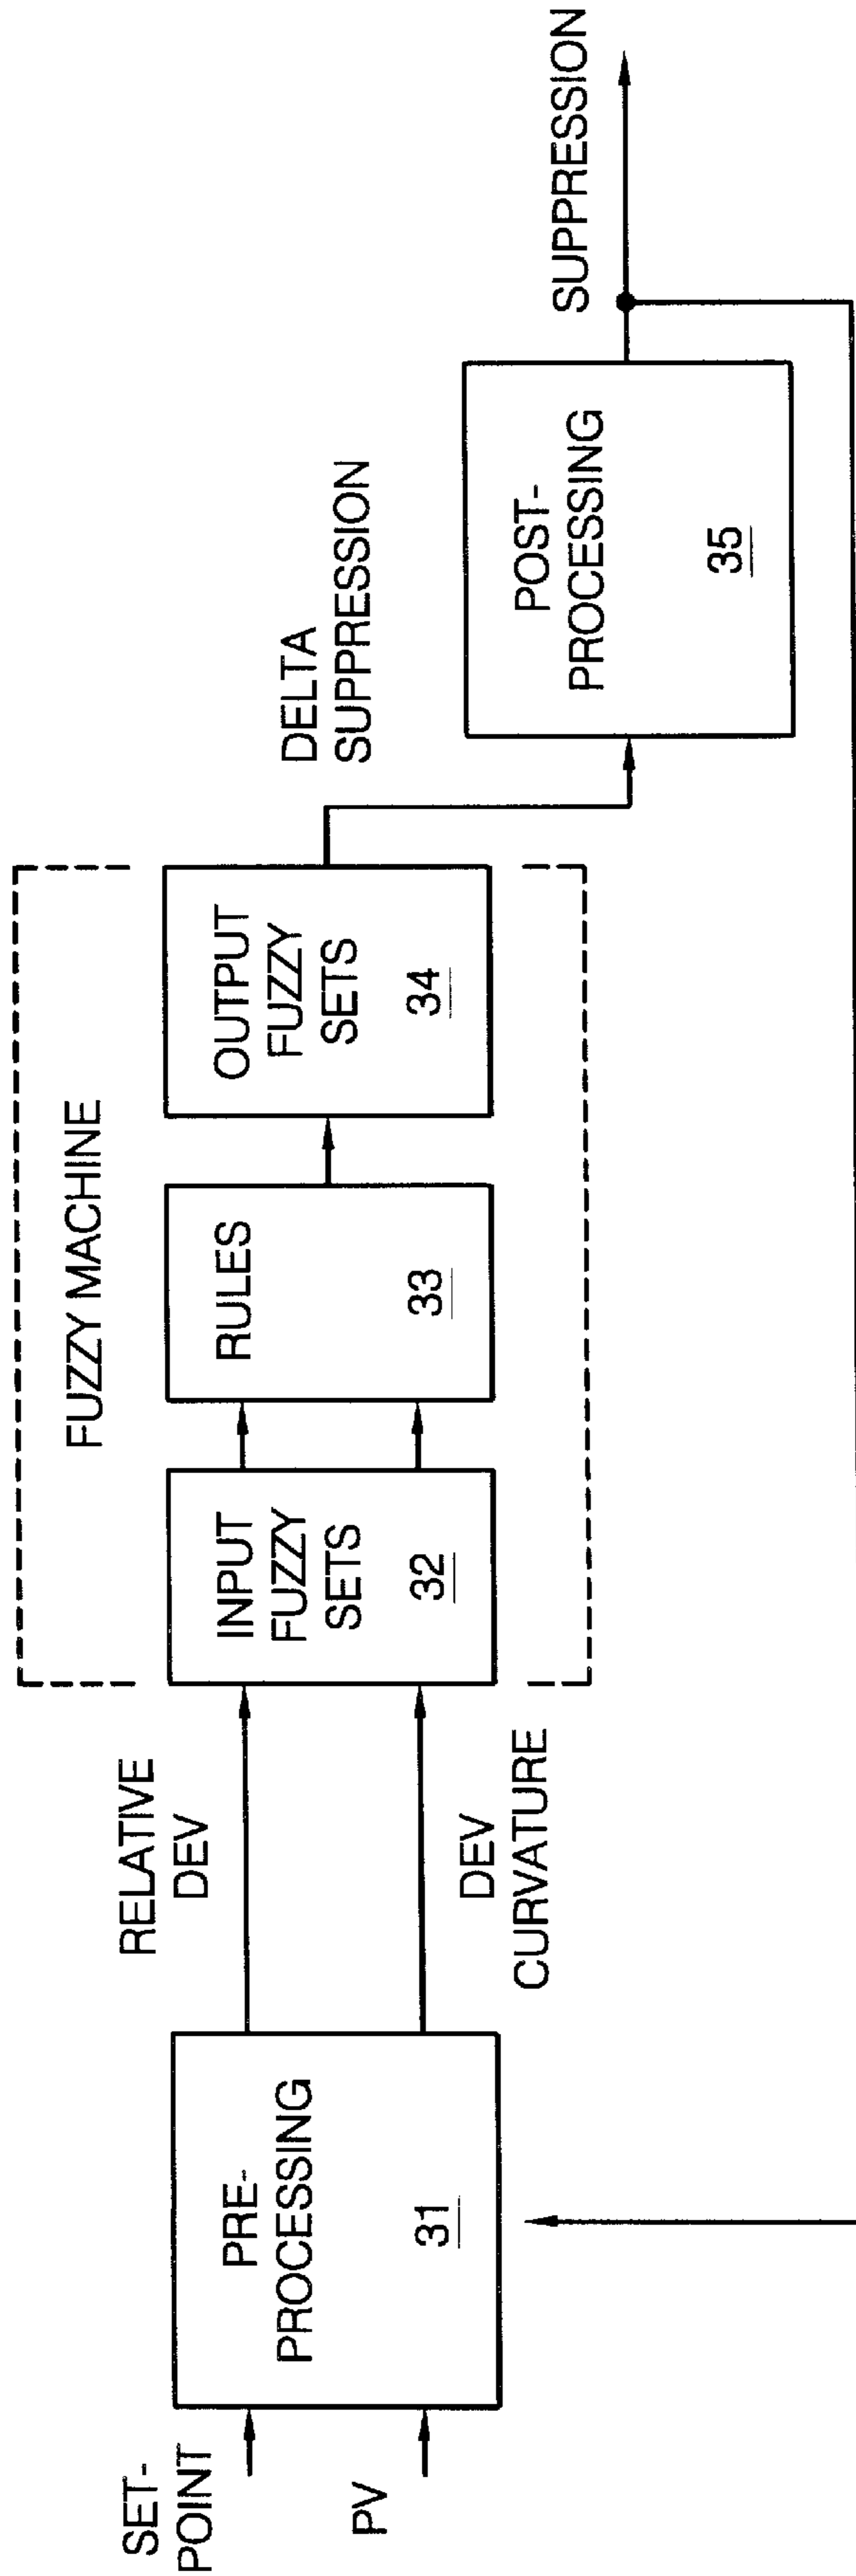 SET-
POINT
PV
PRE-
PROCESSING
31
RELATIVE
DEV
DEV
CURVATURE
FUZZY MACHINE
INPUT
FUZZY
SETS
32
RULES
33
OUTPUT
FUZZY
SETS
34
DELTA
SUPPRESSION
POST-
PROCESSING
35
SUPPRESSION